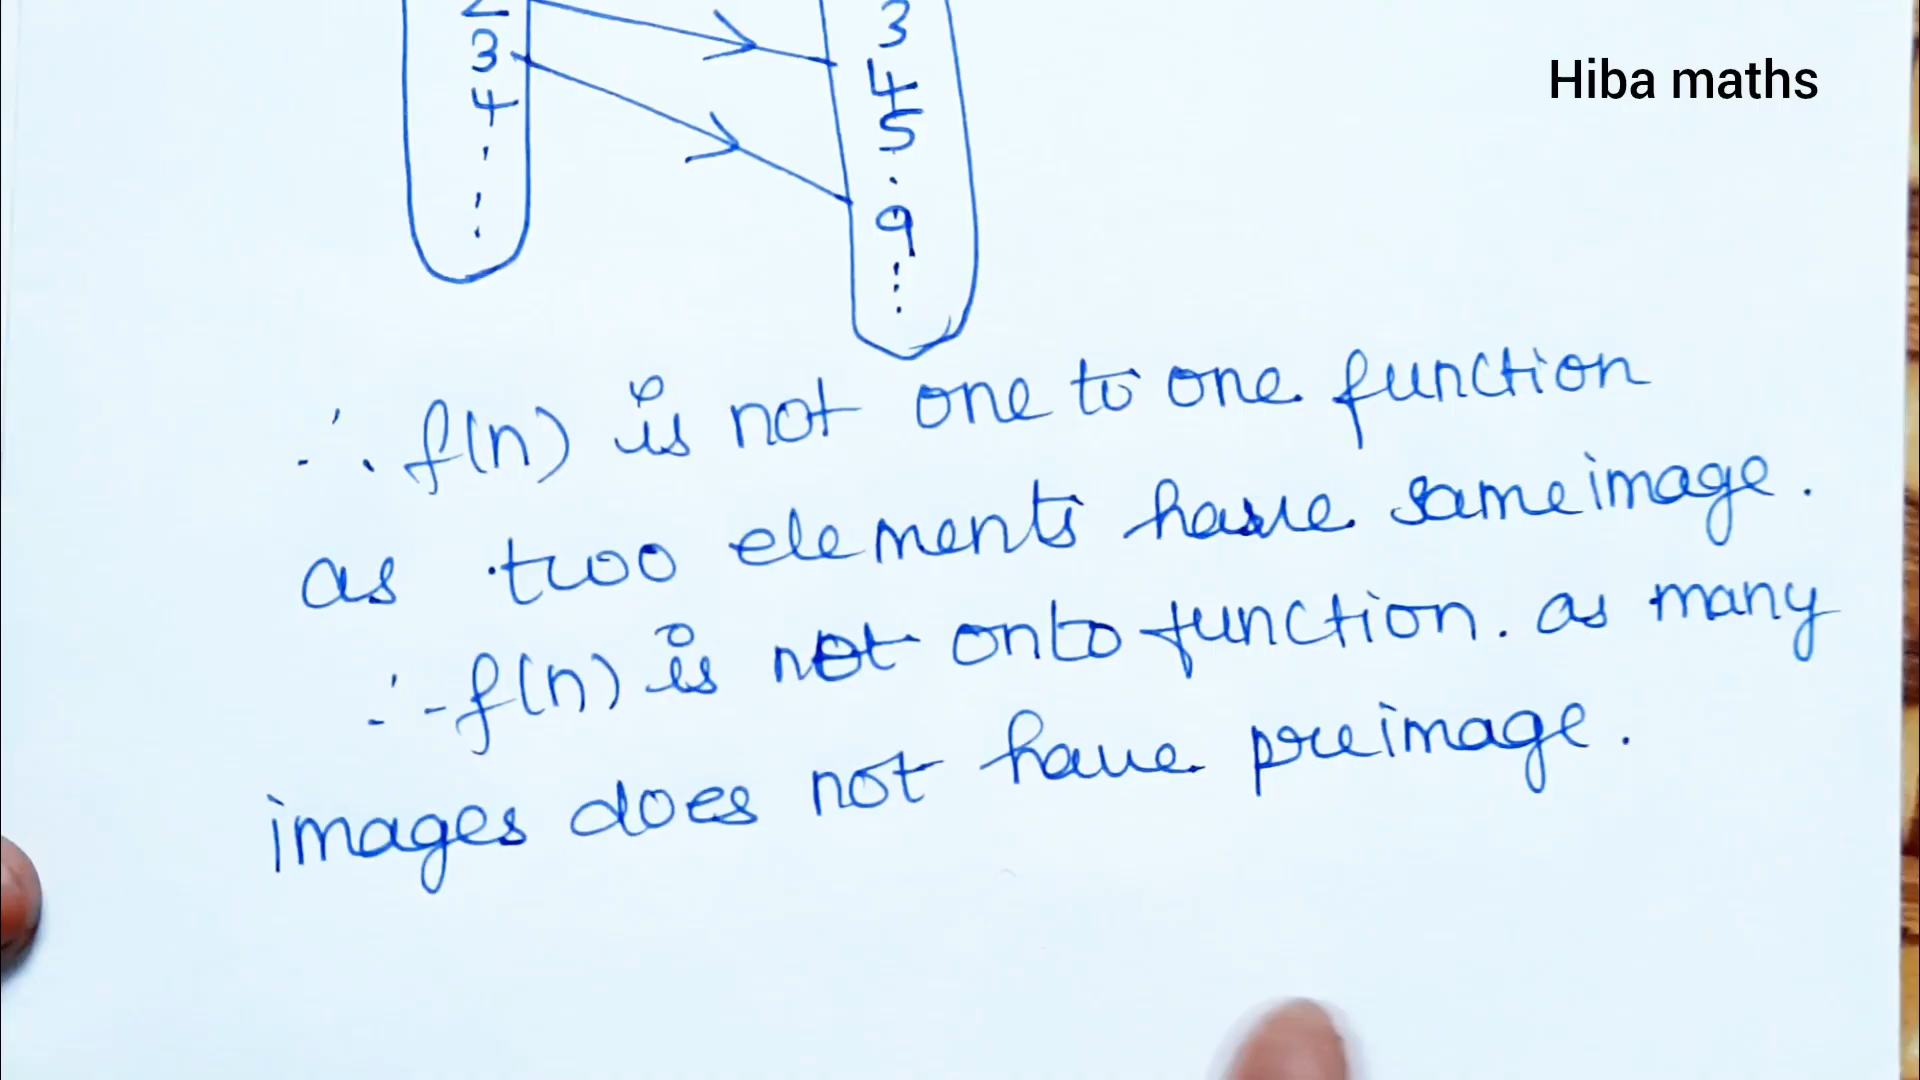 2
3
4
3
4
5
9
Hiba maths
∴ f(n) is not one to one function
as two elements have same image.
∴ f(n) is not onto function. as many
images does not have preimage.